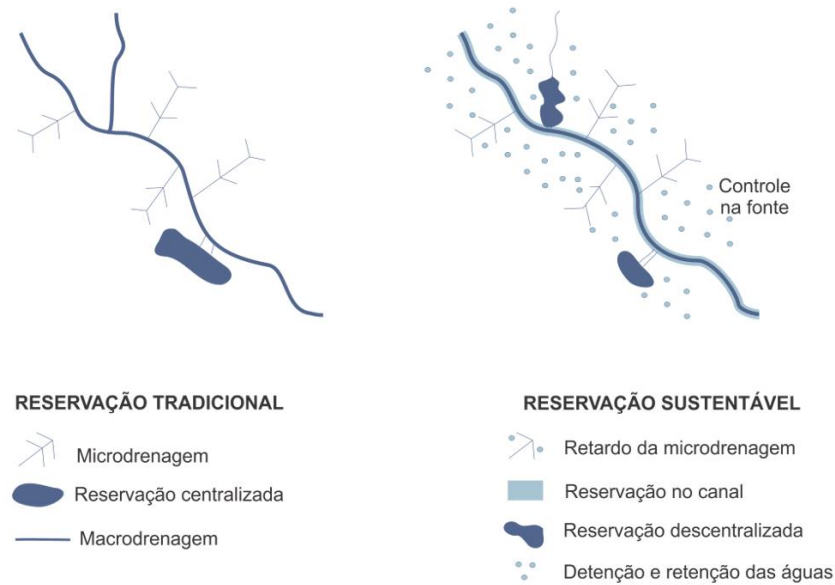 Controle
na fonte
RESERVAÇÃO TRADICIONAL
Microdrenagem
Reservação centralizada
Macrodrenagem
RESERVAÇÃO SUSTENTÁVEL
Retardo da microdrenagem
Reservação no canal
Reservação descentralizada
Detenção e retenção das águas